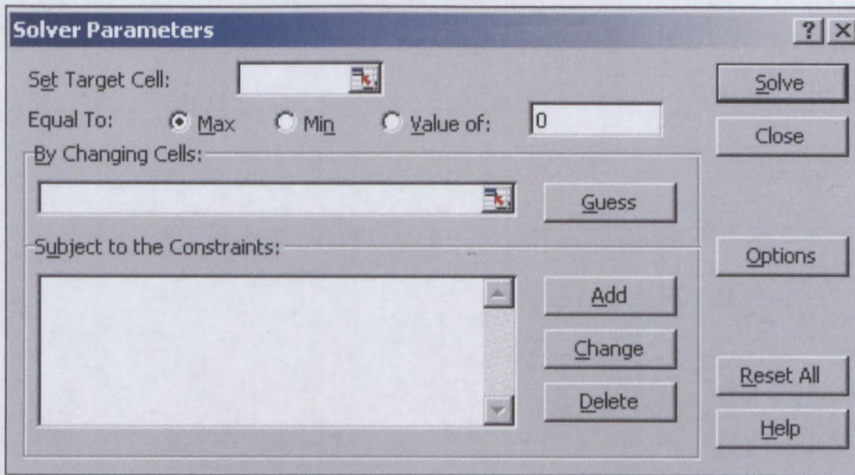 Solver Parameters
Set Target Cell:
Equal To: Max Min Value of: 0
By Changing Cells:
Guess
Subject to the Constraints:
Add
Change
Delete
Solve
Close
Options
Reset All
Help